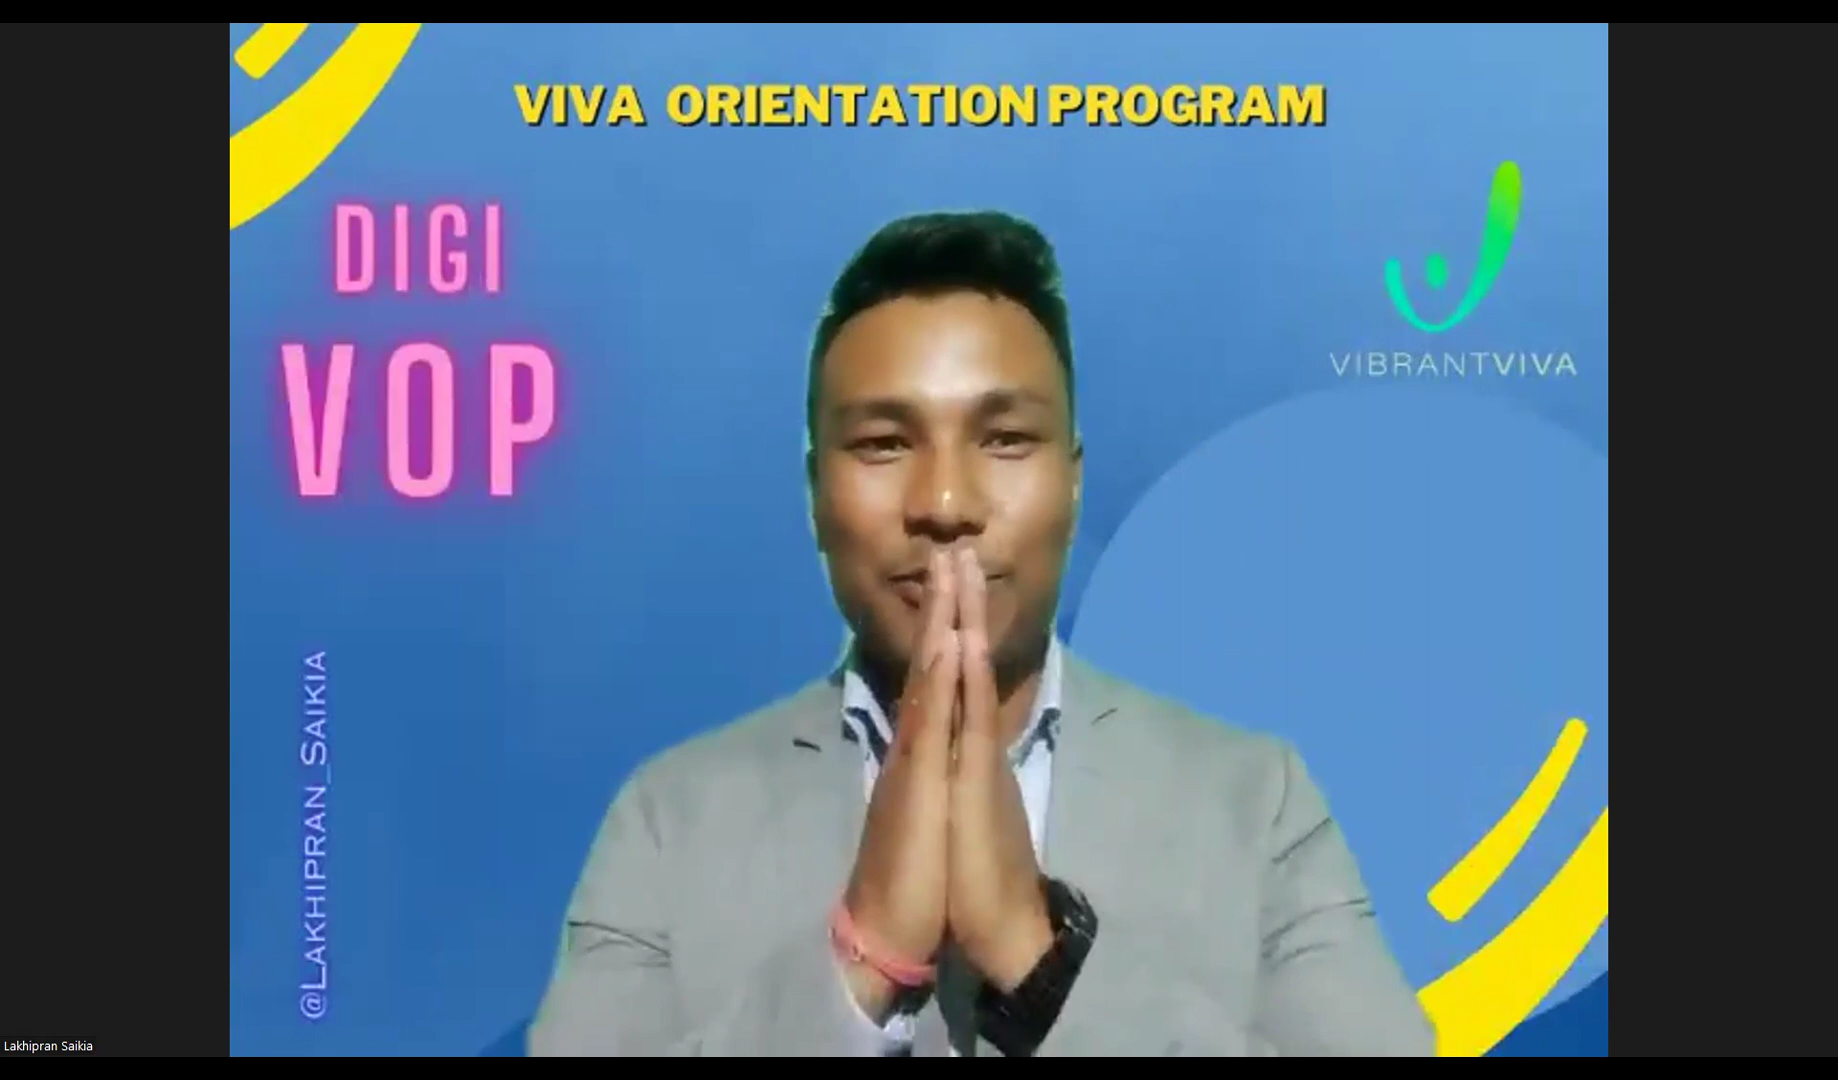 VIVA ORIENTATION PROGRAM
DIGI
VOP
VIBRANTVIVA
@LAKHIPRAN_SAIKIA
Lakhipran Saikia